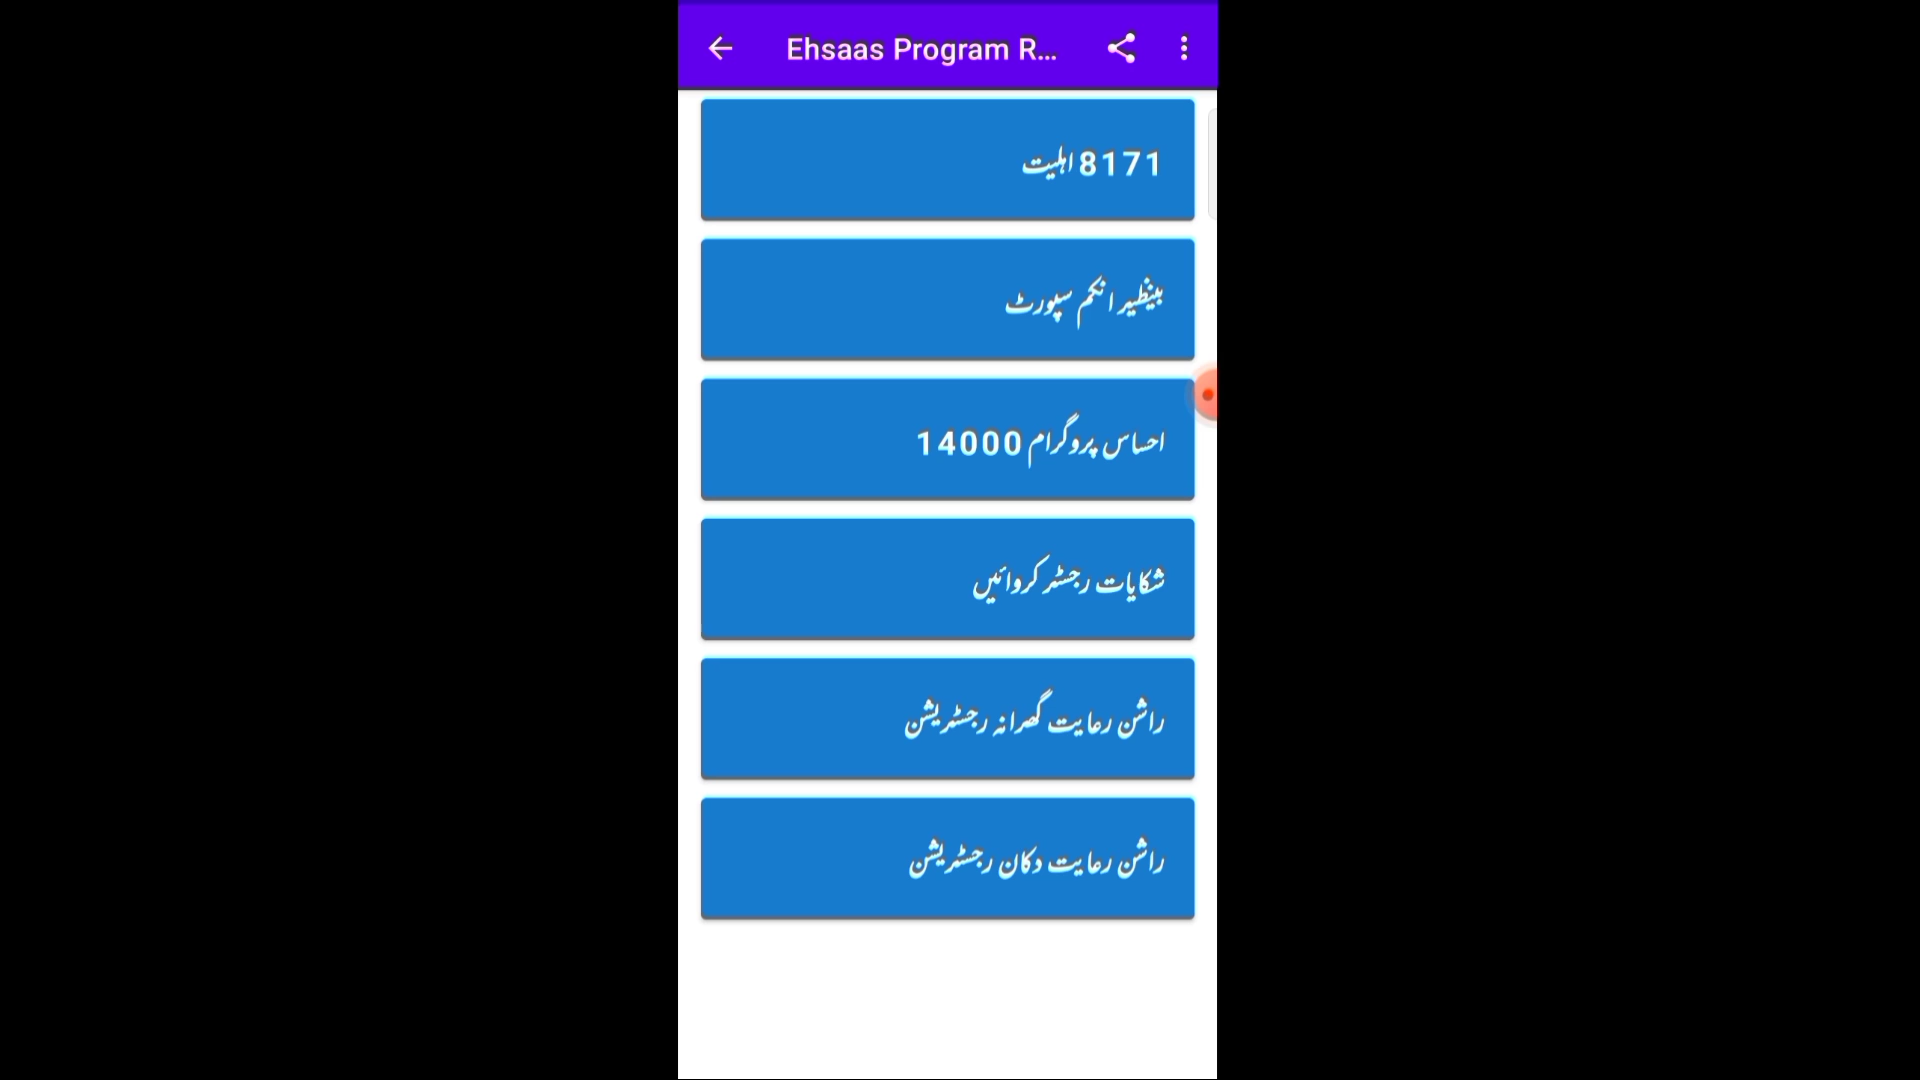 Ehsaas Program R...
8171 اہلیت
بینظیر انکم سپورٹ
احساس پروگرام 14000
شکایات رجسٹر کروائیں
راشن رعایت گھرانہ رجسٹریشن
راشن رعایت دکان رجسٹریشن